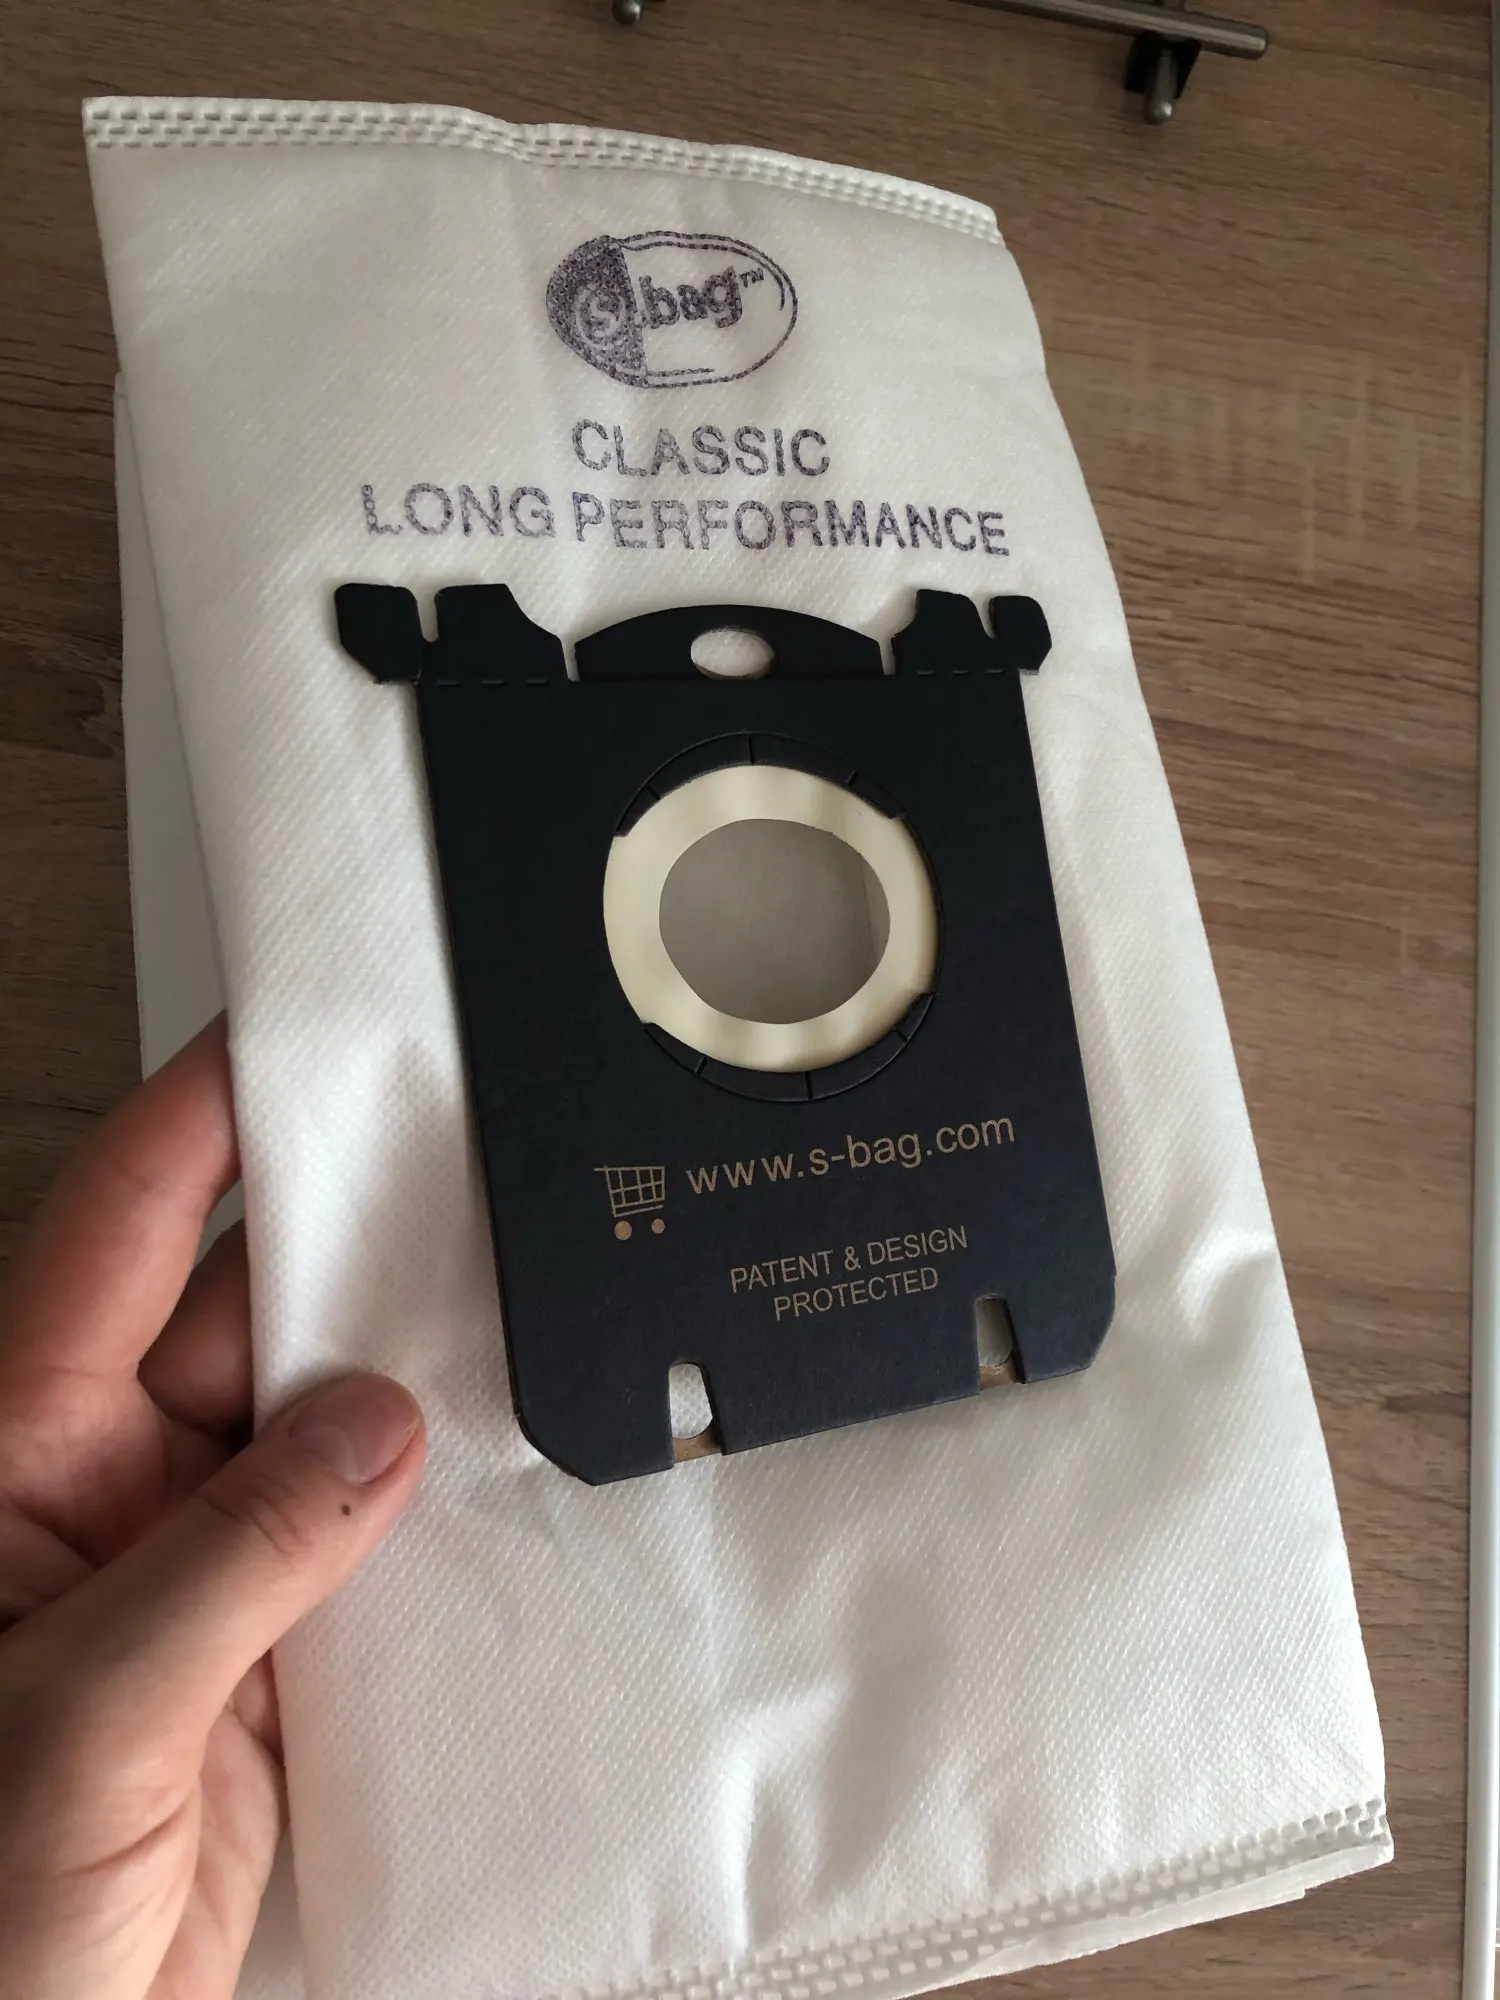 s-bag™
CLASSIC
LONG PERFORMANCE
www.s-bag.com
PATENT & DESIGN
PROTECTED